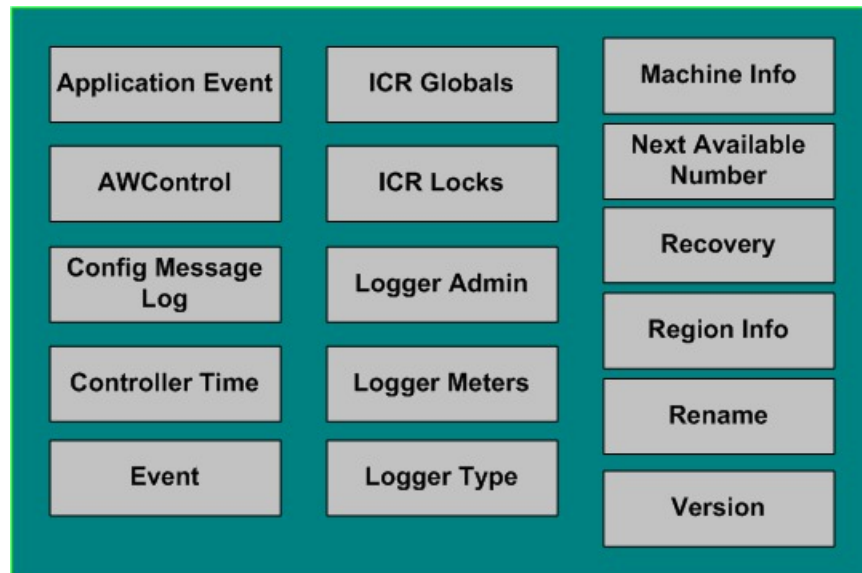 Application Event
AWControl
Config Message
Log
Controller Time
Event
ICR Globals
ICR Locks
Logger Admin
Logger Meters
Logger Type
Machine Info
Next Available
Number
Recovery
Region Info
Rename
Version